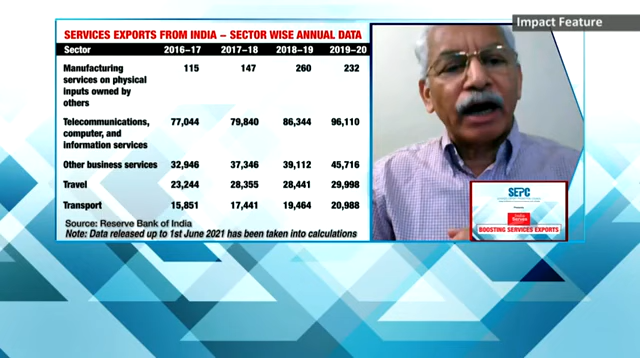 Impact Feature
SERVICES EXPORTS FROM INDIA – SECTOR WISE ANNUAL DATA
Sector 2016–17 2017–18 2018–19 2019–20
Manufacturing 115 147 260 232
services on physical
inputs owned by
others
Telecommunications, 77,044 79,840 86,344 96,110
computer, and
information services
Other business services 32,946 37,346 39,112 45,716
Travel 23,244 28,355 28,441 29,998
Transport 15,851 17,441 19,464 20,988
Source: Reserve Bank of India
Note: Data released up to 1st June 2021 has been taken into calculations
SEPC
BOOSTING SERVICES EXPORTS